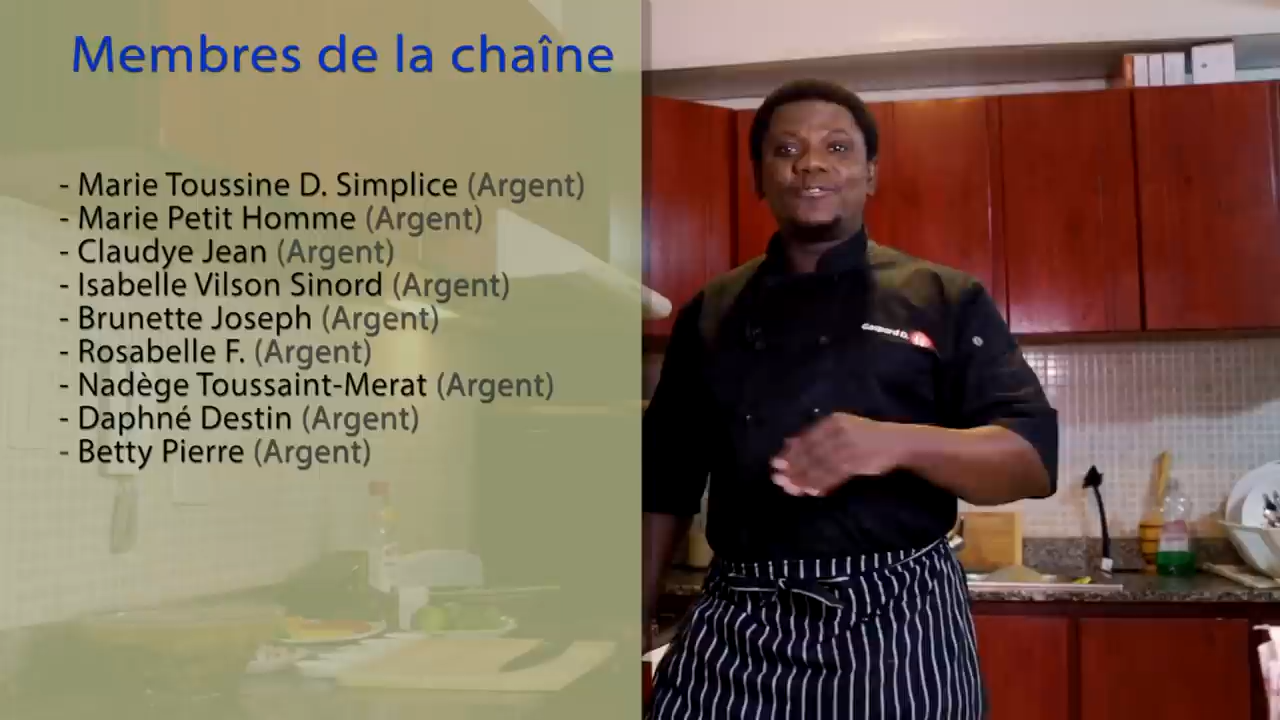 Membres de la chaîne
- Marie Toussine D. Simplice (Argent)
- Marie Petit Homme (Argent)
- Claudye Jean (Argent)
- Isabelle Vilson Sinord (Argent)
- Brunette Joseph (Argent)
- Rosabelle F. (Argent)
- Nadège Toussaint-Merat (Argent)
- Daphné Destin (Argent)
- Betty Pierre (Argent)
Gaspard D.